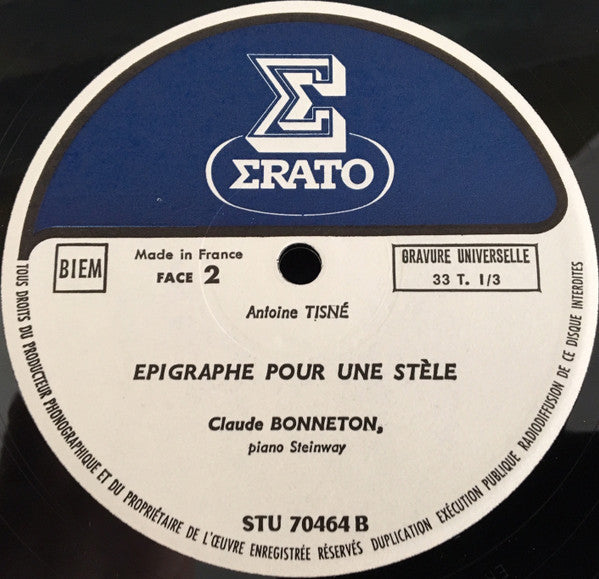 Σ
ΣRATO
BIEM
Made in France
FACE 2
GRAVURE UNIVERSELLE
33 T. 1/3
Antoine TISNÉ
EPIGRAPHE POUR UNE STÈLE
Claude BONNETON,
piano Steinway
STU 70464 B
TOUS DROITS DU PRODUCTEUR PHONOGRAPHIQUE ET DU PROPRIÉTAIRE DE L'ŒUVRE ENREGISTRÉE RÉSERVÉS DUPLICATION EXÉCUTION PUBLIQUE RADIODIFFUSION DE CE DISQUE INTERDITES